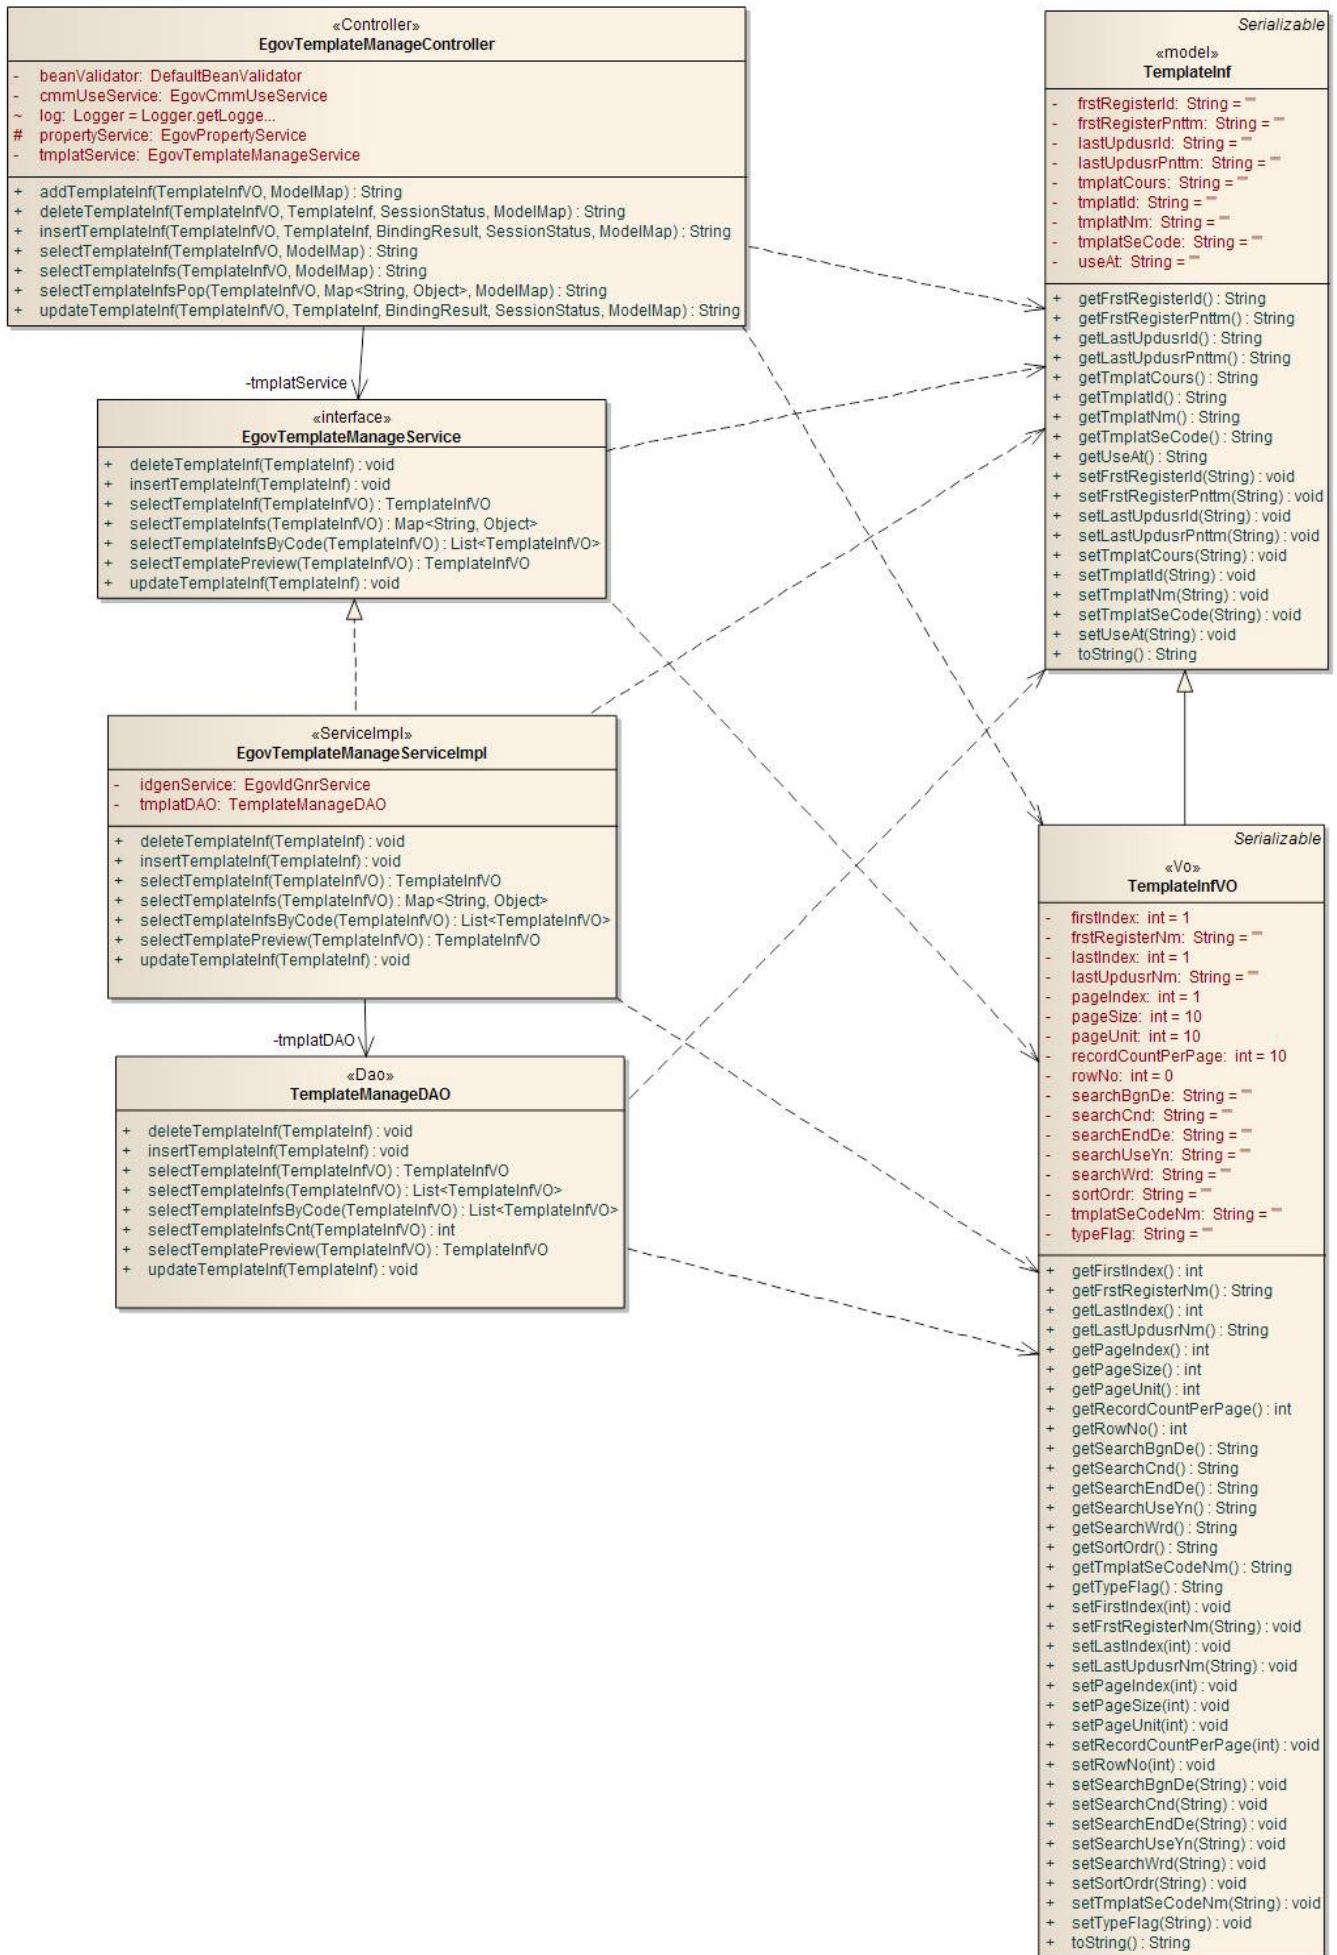 «Controller»
EgovTemplateManageController
- beanValidator: DefaultBeanValidator
- cmmUseService: EgovCmmUseService
~ log: Logger = Logger.getLogge...
# propertyService: EgovPropertyService
- tmplatService: EgovTemplateManageService
+ addTemplateInf(TemplateInfVO, ModelMap) : String
+ deleteTemplateInf(TemplateInfVO, TemplateInf, SessionStatus, ModelMap) : String
+ insertTemplateInf(TemplateInfVO, TemplateInf, BindingResult, SessionStatus, ModelMap) : String
+ selectTemplateInf(TemplateInfVO, ModelMap) : String
+ selectTemplateInfs(TemplateInfVO, ModelMap) : String
+ selectTemplateInfsPop(TemplateInfVO, Map<String, Object>, ModelMap) : String
+ updateTemplateInf(TemplateInfVO, TemplateInf, BindingResult, SessionStatus, ModelMap) : String
-tmplatService
«interface»
EgovTemplateManageService
+ deleteTemplateInf(TemplateInf) : void
+ insertTemplateInf(TemplateInf) : void
+ selectTemplateInf(TemplateInfVO) : TemplateInfVO
+ selectTemplateInfs(TemplateInfVO) : Map<String, Object>
+ selectTemplateInfsByCode(TemplateInfVO) : List<TemplateInfVO>
+ selectTemplatePreview(TemplateInfVO) : TemplateInfVO
+ updateTemplateInf(TemplateInf) : void
«ServiceImpl»
EgovTemplateManageServiceImpl
- idgenService: EgovIdGnrService
- tmplatDAO: TemplateManageDAO
+ deleteTemplateInf(TemplateInf) : void
+ insertTemplateInf(TemplateInf) : void
+ selectTemplateInf(TemplateInfVO) : TemplateInfVO
+ selectTemplateInfs(TemplateInfVO) : Map<String, Object>
+ selectTemplateInfsByCode(TemplateInfVO) : List<TemplateInfVO>
+ selectTemplatePreview(TemplateInfVO) : TemplateInfVO
+ updateTemplateInf(TemplateInf) : void
-tmplatDAO
«Dao»
TemplateManageDAO
+ deleteTemplateInf(TemplateInf) : void
+ insertTemplateInf(TemplateInf) : void
+ selectTemplateInf(TemplateInfVO) : TemplateInfVO
+ selectTemplateInfs(TemplateInfVO) : List<TemplateInfVO>
+ selectTemplateInfsByCode(TemplateInfVO) : List<TemplateInfVO>
+ selectTemplateInfsCnt(TemplateInfVO) : int
+ selectTemplatePreview(TemplateInfVO) : TemplateInfVO
+ updateTemplateInf(TemplateInf) : void
Serializable
«model»
TemplateInf
- frstRegisterId: String = ""
- frstRegisterPnttm: String = ""
- lastUpdusrId: String = ""
- lastUpdusrPnttm: String = ""
- tmplatCours: String = ""
- tmplatId: String = ""
- tmplatNm: String = ""
- tmplatSeCode: String = ""
- useAt: String = ""
+ getFrstRegisterId() : String
+ getFrstRegisterPnttm() : String
+ getLastUpdusrId() : String
+ getLastUpdusrPnttm() : String
+ getTmplatCours() : String
+ getTmplatId() : String
+ getTmplatNm() : String
+ getTmplatSeCode() : String
+ getUseAt() : String
+ setFrstRegisterId(String) : void
+ setFrstRegisterPnttm(String) : void
+ setLastUpdusrId(String) : void
+ setLastUpdusrPnttm(String) : void
+ setTmplatCours(String) : void
+ setTmplatId(String) : void
+ setTmplatNm(String) : void
+ setTmplatSeCode(String) : void
+ setUseAt(String) : void
+ toString() : String
Serializable
«Vo»
TemplateInfVO
- firstIndex: int = 1
- frstRegisterNm: String = ""
- lastIndex: int = 1
- lastUpdusrNm: String = ""
- pageIndex: int = 1
- pageSize: int = 10
- pageUnit: int = 10
- recordCountPerPage: int = 10
- rowNo: int = 0
- searchBgnDe: String = ""
- searchCnd: String = ""
- searchEndDe: String = ""
- searchUseYn: String = ""
- searchWrd: String = ""
- sortOrdr: String = ""
- tmplatSeCodeNm: String = ""
- typeFlag: String = ""
+ getFirstIndex() : int
+ getFrstRegisterNm() : String
+ getLastIndex() : int
+ getLastUpdusrNm() : String
+ getPageIndex() : int
+ getPageSize() : int
+ getPageUnit() : int
+ getRecordCountPerPage() : int
+ getRowNo() : int
+ getSearchBgnDe() : String
+ getSearchCnd() : String
+ getSearchEndDe() : String
+ getSearchUseYn() : String
+ getSearchWrd() : String
+ getSortOrdr() : String
+ getTmplatSeCodeNm() : String
+ getTypeFlag() : String
+ setFirstIndex(int) : void
+ setFrstRegisterNm(String) : void
+ setLastIndex(int) : void
+ setLastUpdusrNm(String) : void
+ setPageIndex(int) : void
+ setPageSize(int) : void
+ setPageUnit(int) : void
+ setRecordCountPerPage(int) : void
+ setRowNo(int) : void
+ setSearchBgnDe(String) : void
+ setSearchCnd(String) : void
+ setSearchEndDe(String) : void
+ setSearchUseYn(String) : void
+ setSearchWrd(String) : void
+ setSortOrdr(String) : void
+ setTmplatSeCodeNm(String) : void
+ setTypeFlag(String) : void
+ toString() : String